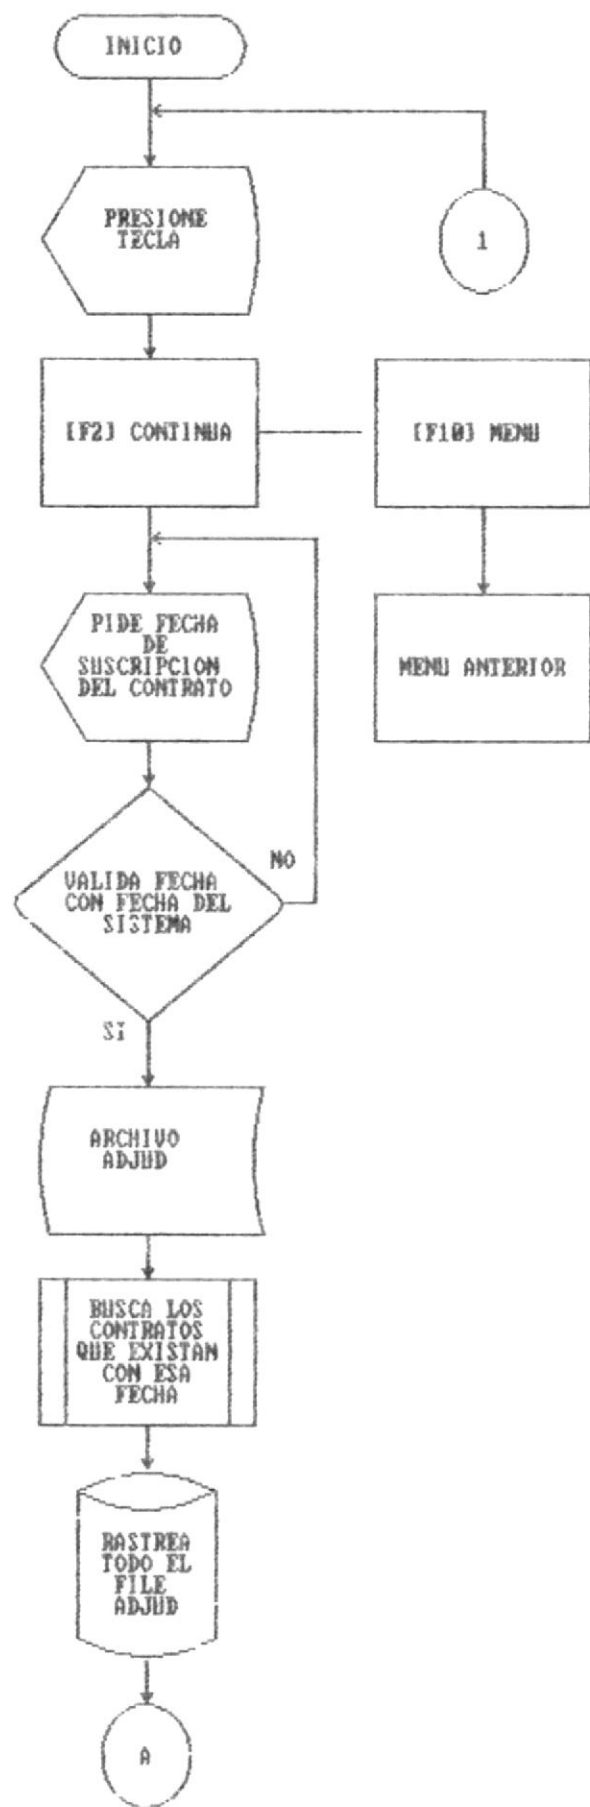 INICIO
PRESIONE
TECLA
1
[F2] CONTINUA
[F10] MENU
PIDE FECHA
DE
SUSCRIPCION
DEL CONTRATO
MENU ANTERIOR
NO
VALIDA FECHA
CON FECHA DEL
SISTEMA
SI
ARCHIVO
ADJUD
BUSCA LOS
CONTRATOS
QUE EXISTAN
CON ESA
FECHA
RASTREA
TODO EL
FILE
ADJUD
A